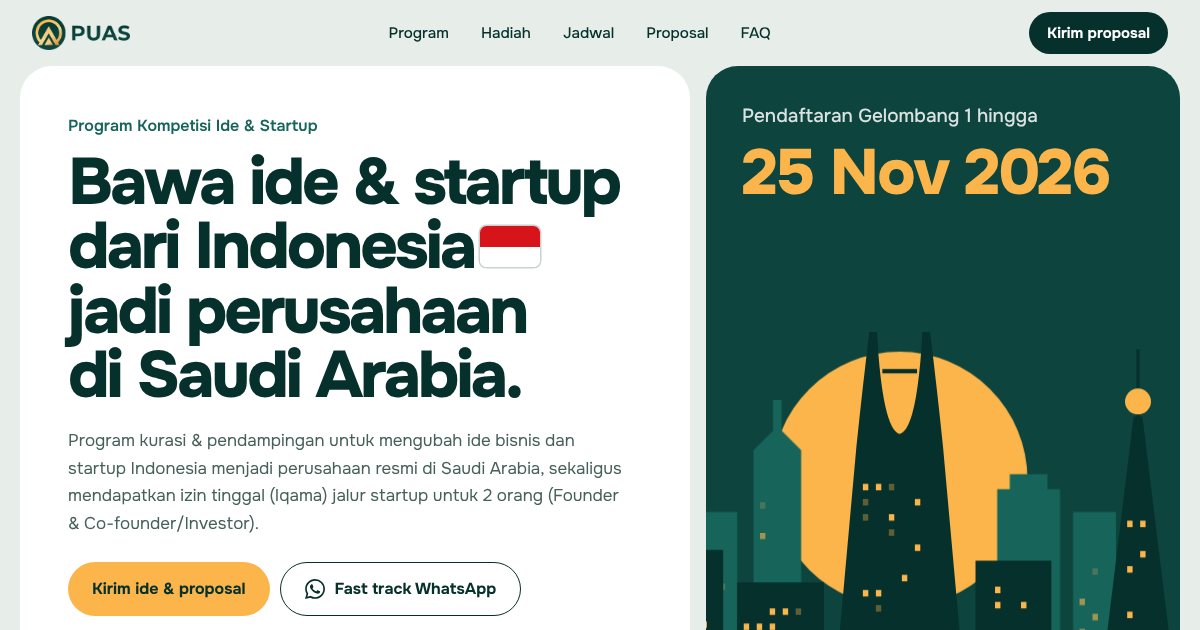 PUAS
Program
Hadiah
Jadwal
Proposal
FAQ
Kirim proposal
Program Kompetisi Ide & Startup
Bawa ide & startup
dari Indonesia
jadi perusahaan
di Saudi Arabia.
Program kurasi & pendampingan untuk mengubah ide bisnis dan
startup Indonesia menjadi perusahaan resmi di Saudi Arabia, sekaligus
mendapatkan izin tinggal (Iqama) jalur startup untuk 2 orang (Founder
& Co-founder/Investor).
Kirim ide & proposal
Fast track WhatsApp
Pendaftaran Gelombang 1 hingga
25 Nov 2026